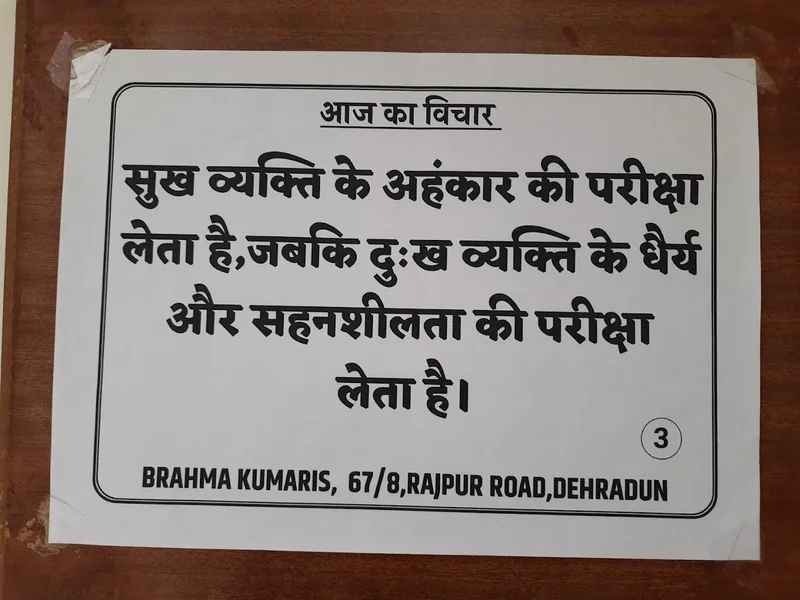 आज का विचार
सुख व्यक्ति के अहंकार की परीक्षा
लेता है,जबकि दुःख व्यक्ति के धैर्य
और सहनशीलता की परीक्षा
लेता है।
3
BRAHMA KUMARIS, 67/8,RAJPUR ROAD,DEHRADUN